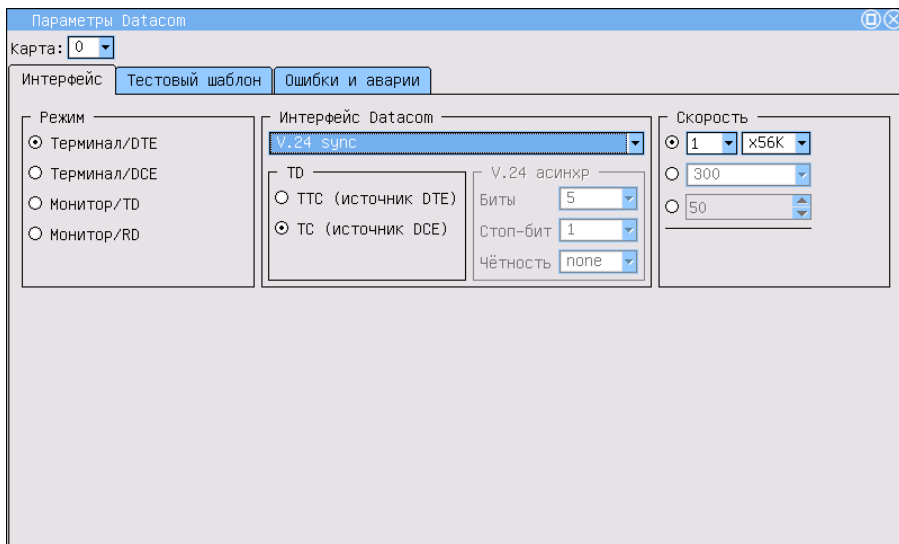 Параметры Datacom
Карта: 0
Интерфейс Тестовый шаблон Ошибки и аварии
Режим Интерфейс Datacom Скорость
Терминал/DTE V.24 sync 1 x56K
Терминал/DCE TD V.24 асинхр 300
Монитор/TD TTC (источник DTE) Биты 5 50
Монитор/RD TC (источник DCE) Стоп-бит 1
Чётность none